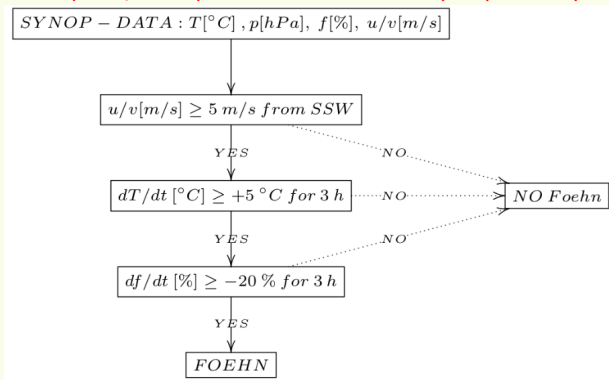 SYNOP − DATA : T[°C] , p[hPa], f[%], u/v[m/s]
u/v[m/s] ≥ 5 m/s from SSW
YES
NO
dT/dt [°C] ≥ +5 °C for 3 h
NO
NO Foehn
YES
NO
df/dt [%] ≥ −20 % for 3 h
YES
FOEHN